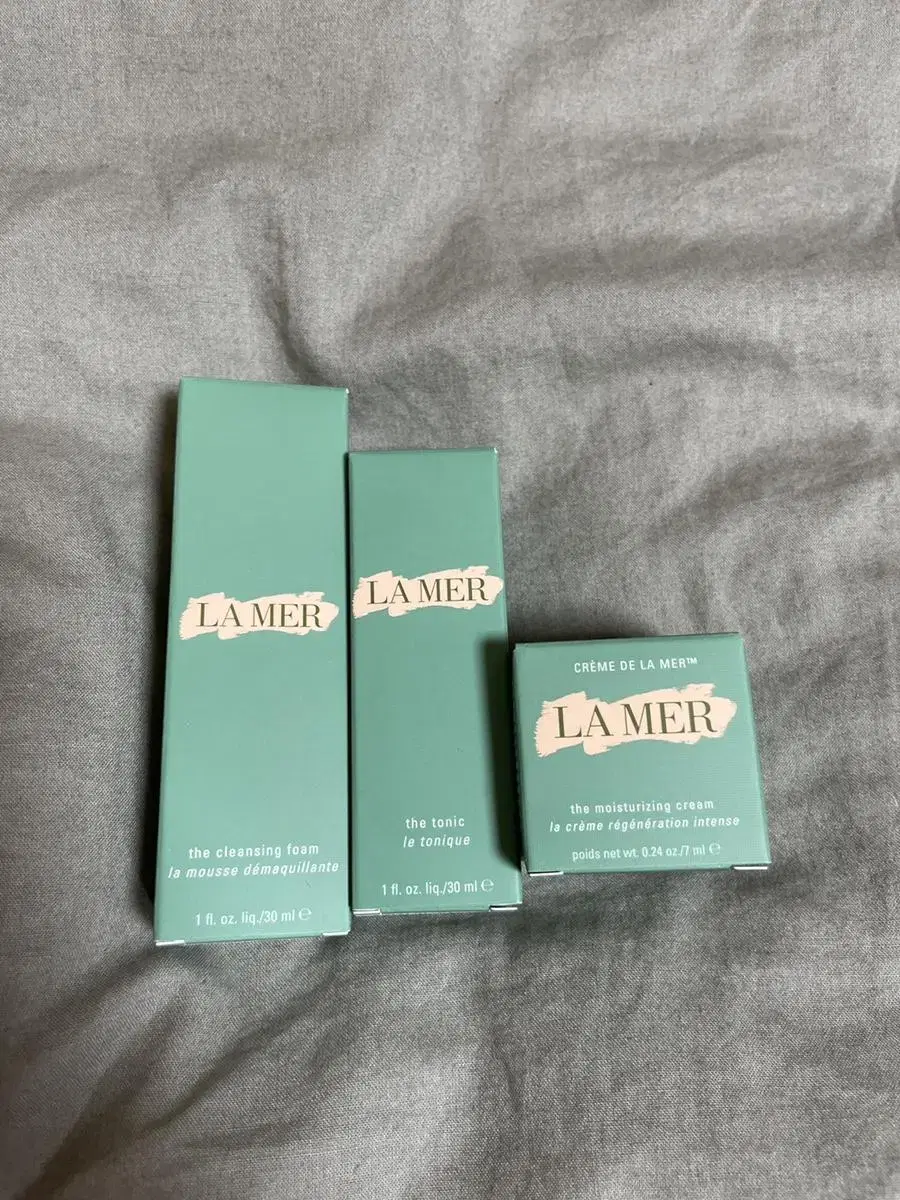 LA MER
the cleansing foam
la mousse démaquillante
1 fl. oz. liq./30 ml ℮
LA MER
the tonic
le tonique
1 fl. oz. liq./30 ml ℮
CRÈME DE LA MER™
LA MER
the moisturizing cream
la crème régénération intense
poids net wt. 0.24 oz./7 ml ℮